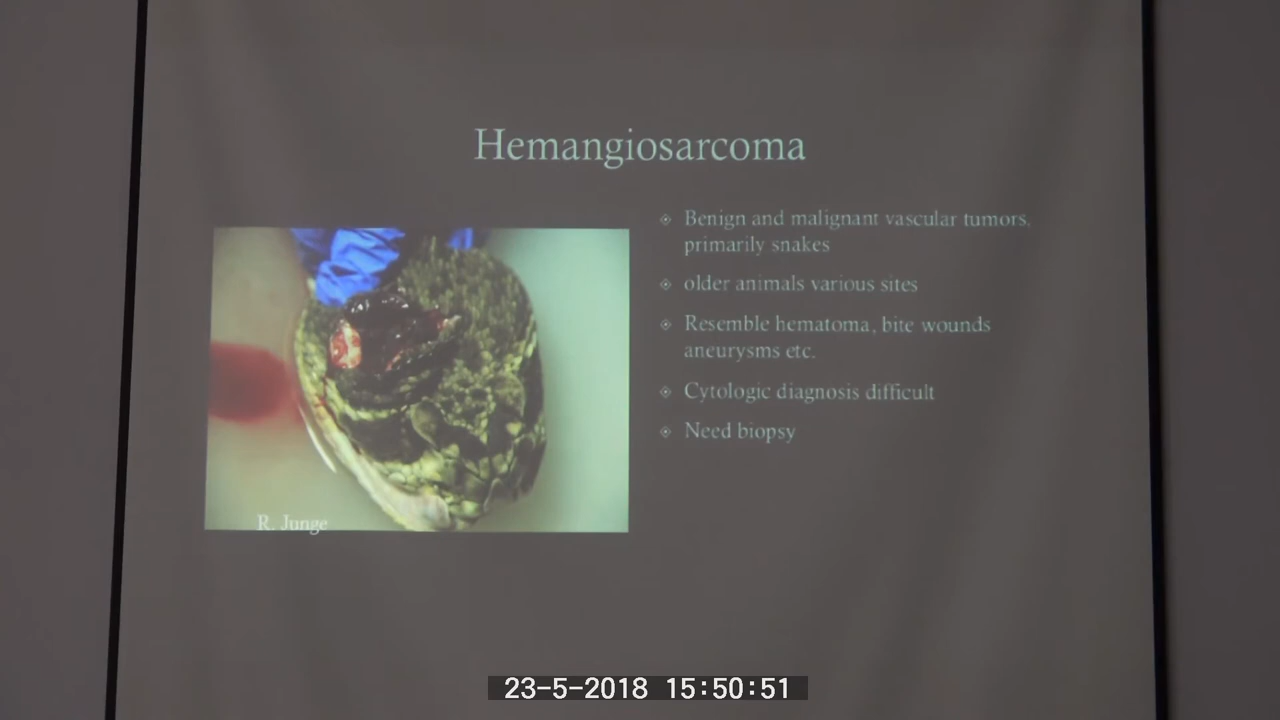 Hemangiosarcoma
Benign and malignant vascular tumors,
primarily snakes
older animals various sites
Resemble hematoma, bite wounds
aneurysms etc.
Cytologic diagnosis difficult
Need biopsy
R. Junge
23-5-2018 15:50:51